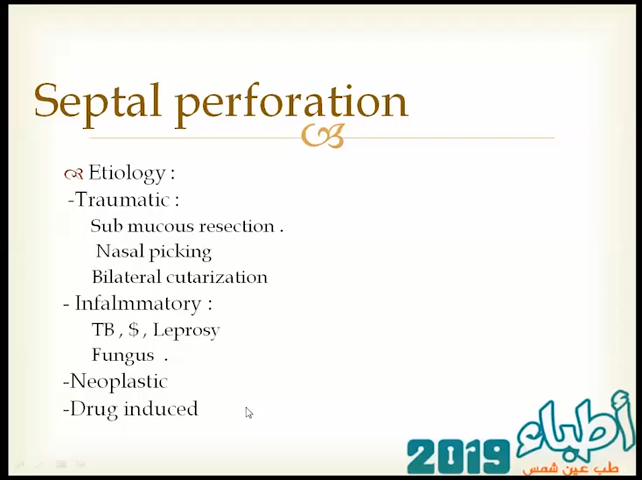 Septal perforation
Etiology :
-Traumatic :
Sub mucous resection .
Nasal picking
Bilateral cutarization
- Infalmmatory :
TB , $ , Leprosy
Fungus .
-Neoplastic
-Drug induced
2019 أطباء
طب عين شمس